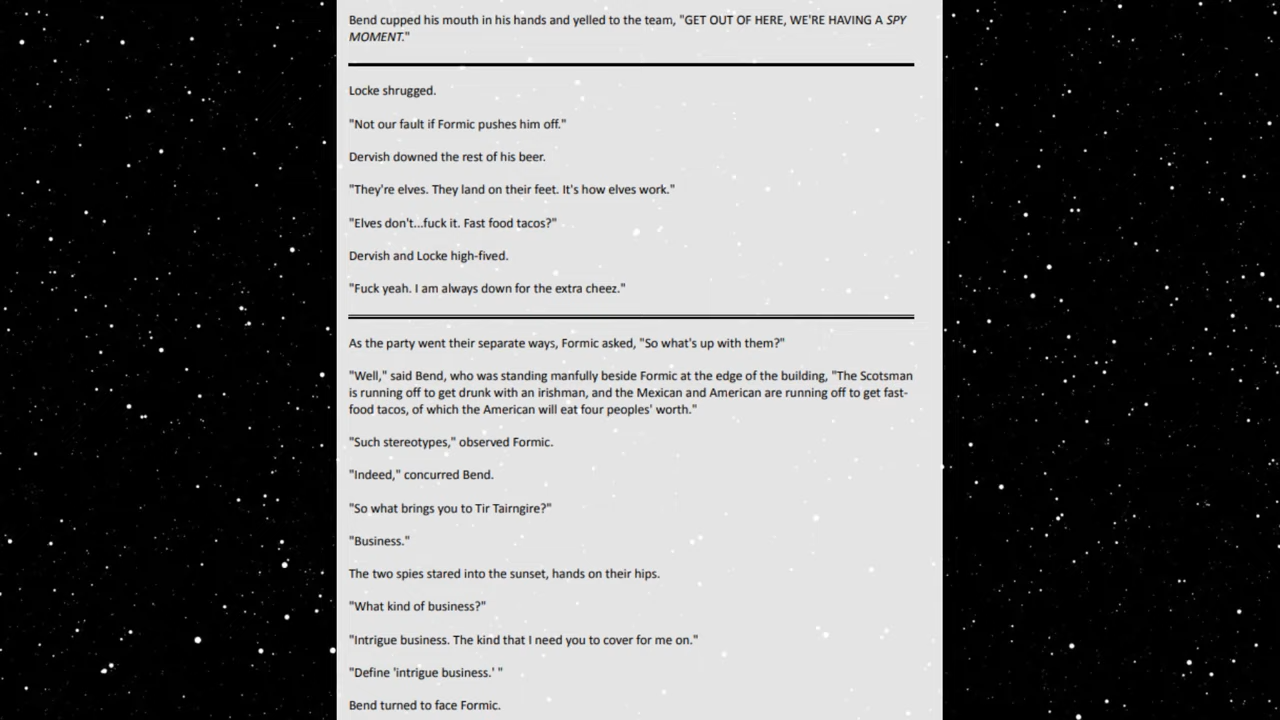 Bend cupped his mouth in his hands and yelled to the team, "GET OUT OF HERE, WE'RE HAVING A SPY
MOMENT."
Locke shrugged.
"Not our fault if Formic pushes him off."
Dervish downed the rest of his beer.
"They're elves. They land on their feet. It's how elves work."
"Elves don't...fuck it. Fast food tacos?"
Dervish and Locke high-fived.
"Fuck yeah. I am always down for the extra cheez."
As the party went their separate ways, Formic asked, "So what's up with them?"
"Well," said Bend, who was standing manfully beside Formic at the edge of the building, "The Scotsman
is running off to get drunk with an irishman, and the Mexican and American are running off to get fast-
food tacos, of which the American will eat four peoples' worth."
"Such stereotypes," observed Formic.
"Indeed," concurred Bend.
"So what brings you to Tir Tairngire?"
"Business."
The two spies stared into the sunset, hands on their hips.
"What kind of business?"
"Intrigue business. The kind that I need you to cover for me on."
"Define 'intrigue business.' "
Bend turned to face Formic.